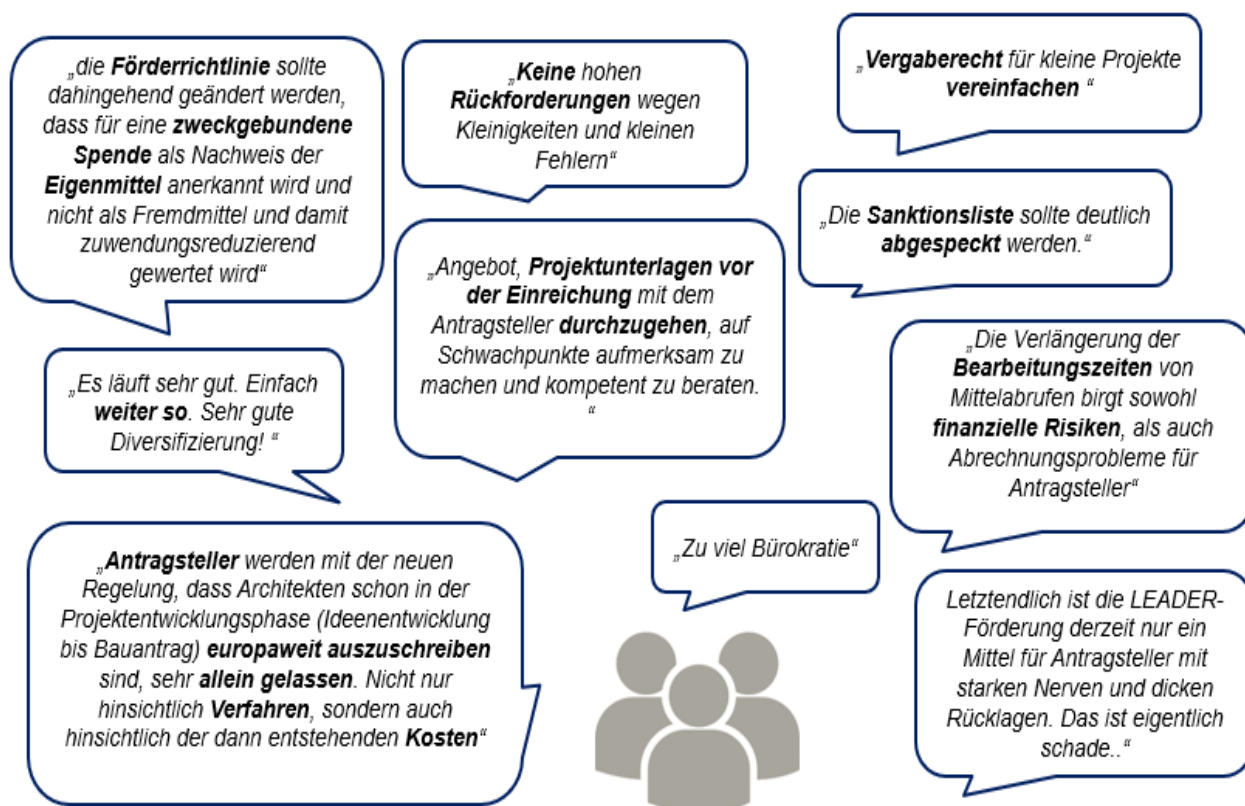 „die Förderrichtlinie sollte
dahingehend geändert werden,
dass für eine zweckgebundene
Spende als Nachweis der
Eigenmittel anerkannt wird und
nicht als Fremdmittel und damit
zuwendungsreduzierend
gewertet wird“
„Keine hohen
Rückforderungen wegen
Kleinigkeiten und kleinen
Fehlern“
„Vergaberecht für kleine Projekte
vereinfachen “
„Die Sanktionsliste sollte deutlich
abgespeckt werden.“
„Angebot, Projektunterlagen vor
der Einreichung mit dem
Antragsteller durchzugehen, auf
Schwachpunkte aufmerksam zu
machen und kompetent zu beraten.
“
„Die Verlängerung der
Bearbeitungszeiten von
Mittelabrufen birgt sowohl
finanzielle Risiken, als auch
Abrechnungsprobleme für
Antragsteller“
„Es läuft sehr gut. Einfach
weiter so. Sehr gute
Diversifizierung! “
„Antragsteller werden mit der neuen
Regelung, dass Architekten schon in der
Projektentwicklungsphase (Ideenentwicklung
bis Bauantrag) europaweit auszuschreiben
sind, sehr allein gelassen. Nicht nur
hinsichtlich Verfahren, sondern auch
hinsichtlich der dann entstehenden Kosten“
„Zu viel Bürokratie“
Letztendlich ist die LEADER-
Förderung derzeit nur ein
Mittel für Antragsteller mit
starken Nerven und dicken
Rücklagen. Das ist eigentlich
schade..“